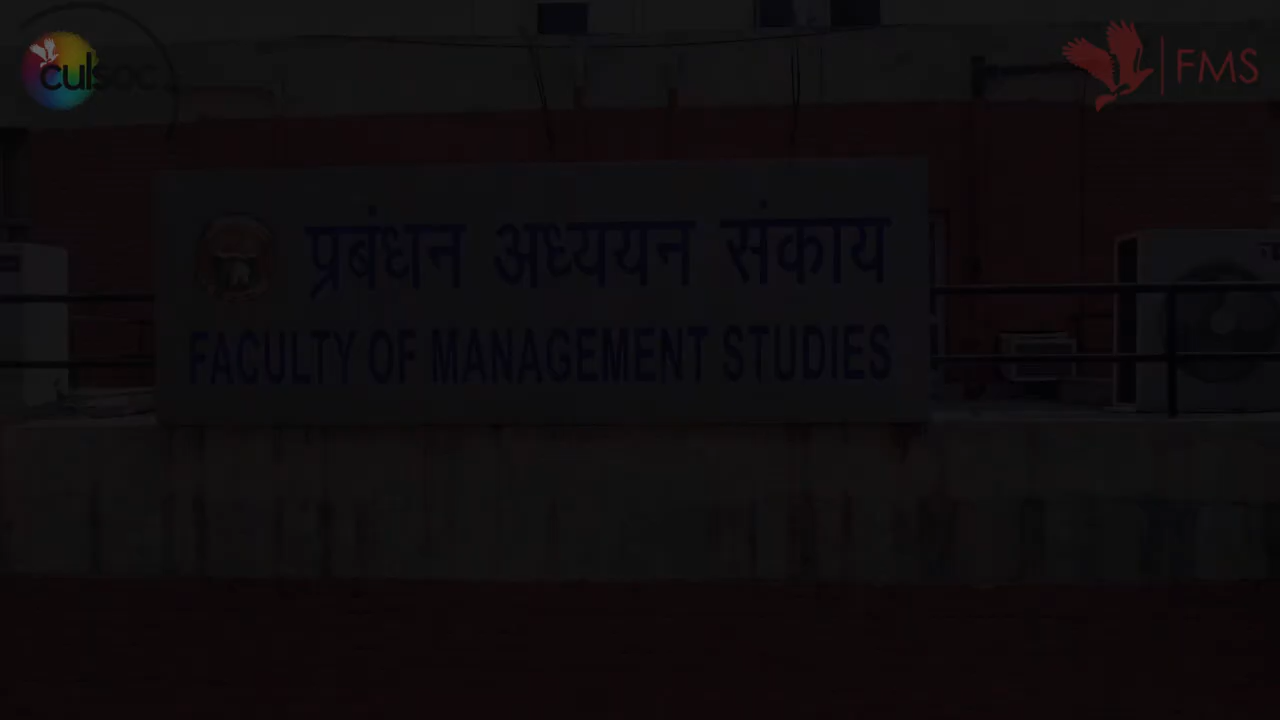 culsoc
FMS
प्रबंधन अध्ययन संकाय
FACULTY OF MANAGEMENT STUDIES